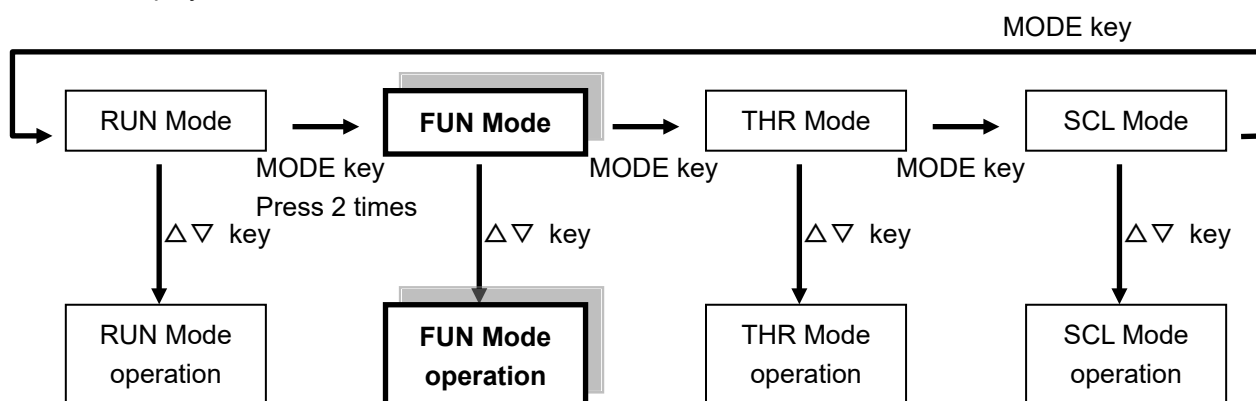 MODE key
RUN Mode
FUN Mode
THR Mode
SCL Mode
MODE key
Press 2 times
MODE key
MODE key
△▽ key
△▽ key
△▽ key
△▽ key
RUN Mode
operation
FUN Mode
operation
THR Mode
operation
SCL Mode
operation